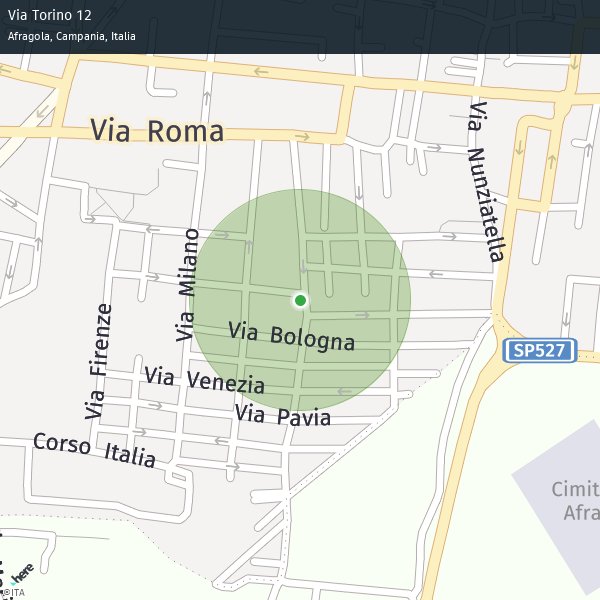 Via Torino 12
Afragola, Campania, Italia
Via Roma
Via Nunziatella
Via Milano
Via Firenze
Via Bologna
SP527
Via Venezia
Via Pavia
Corso Italia
Cimit
Afra
here
©ITA